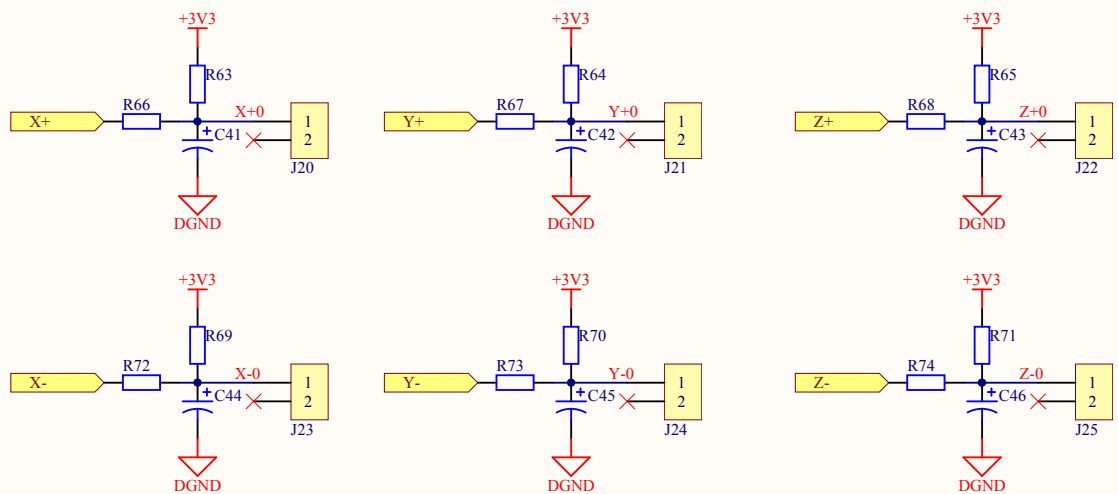 +3V3 +3V3 +3V3
R63 R64 R65
R66 X+0 R67 Y+0 R68 Z+0
X+ 1 Y+ 1 Z+ 1
+ C41 2 + C42 2 + C43 2
J20 J21 J22
DGND DGND DGND
+3V3 +3V3 +3V3
R69 R70 R71
R72 X-0 R73 Y-0 R74 Z-0
X- 1 Y- 1 Z- 1
+ C44 2 + C45 2 + C46 2
J23 J24 J25
DGND DGND DGND